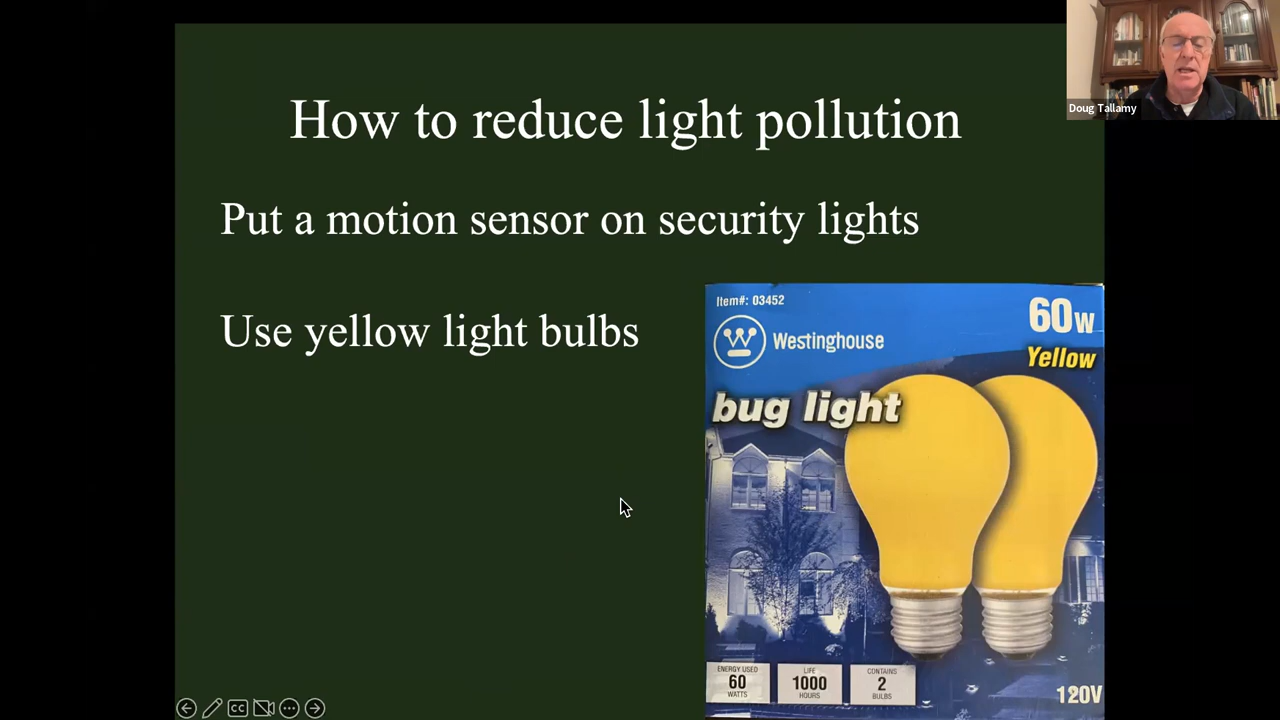 How to reduce light pollution
Doug Tallamy
Put a motion sensor on security lights
Use yellow light bulbs
Item#: 03452
Westinghouse
60W
Yellow
bug light
ENERGY USED
60
WATTS
LIFE
1000
HOURS
CONTAINS
2
BULBS
120V
CC